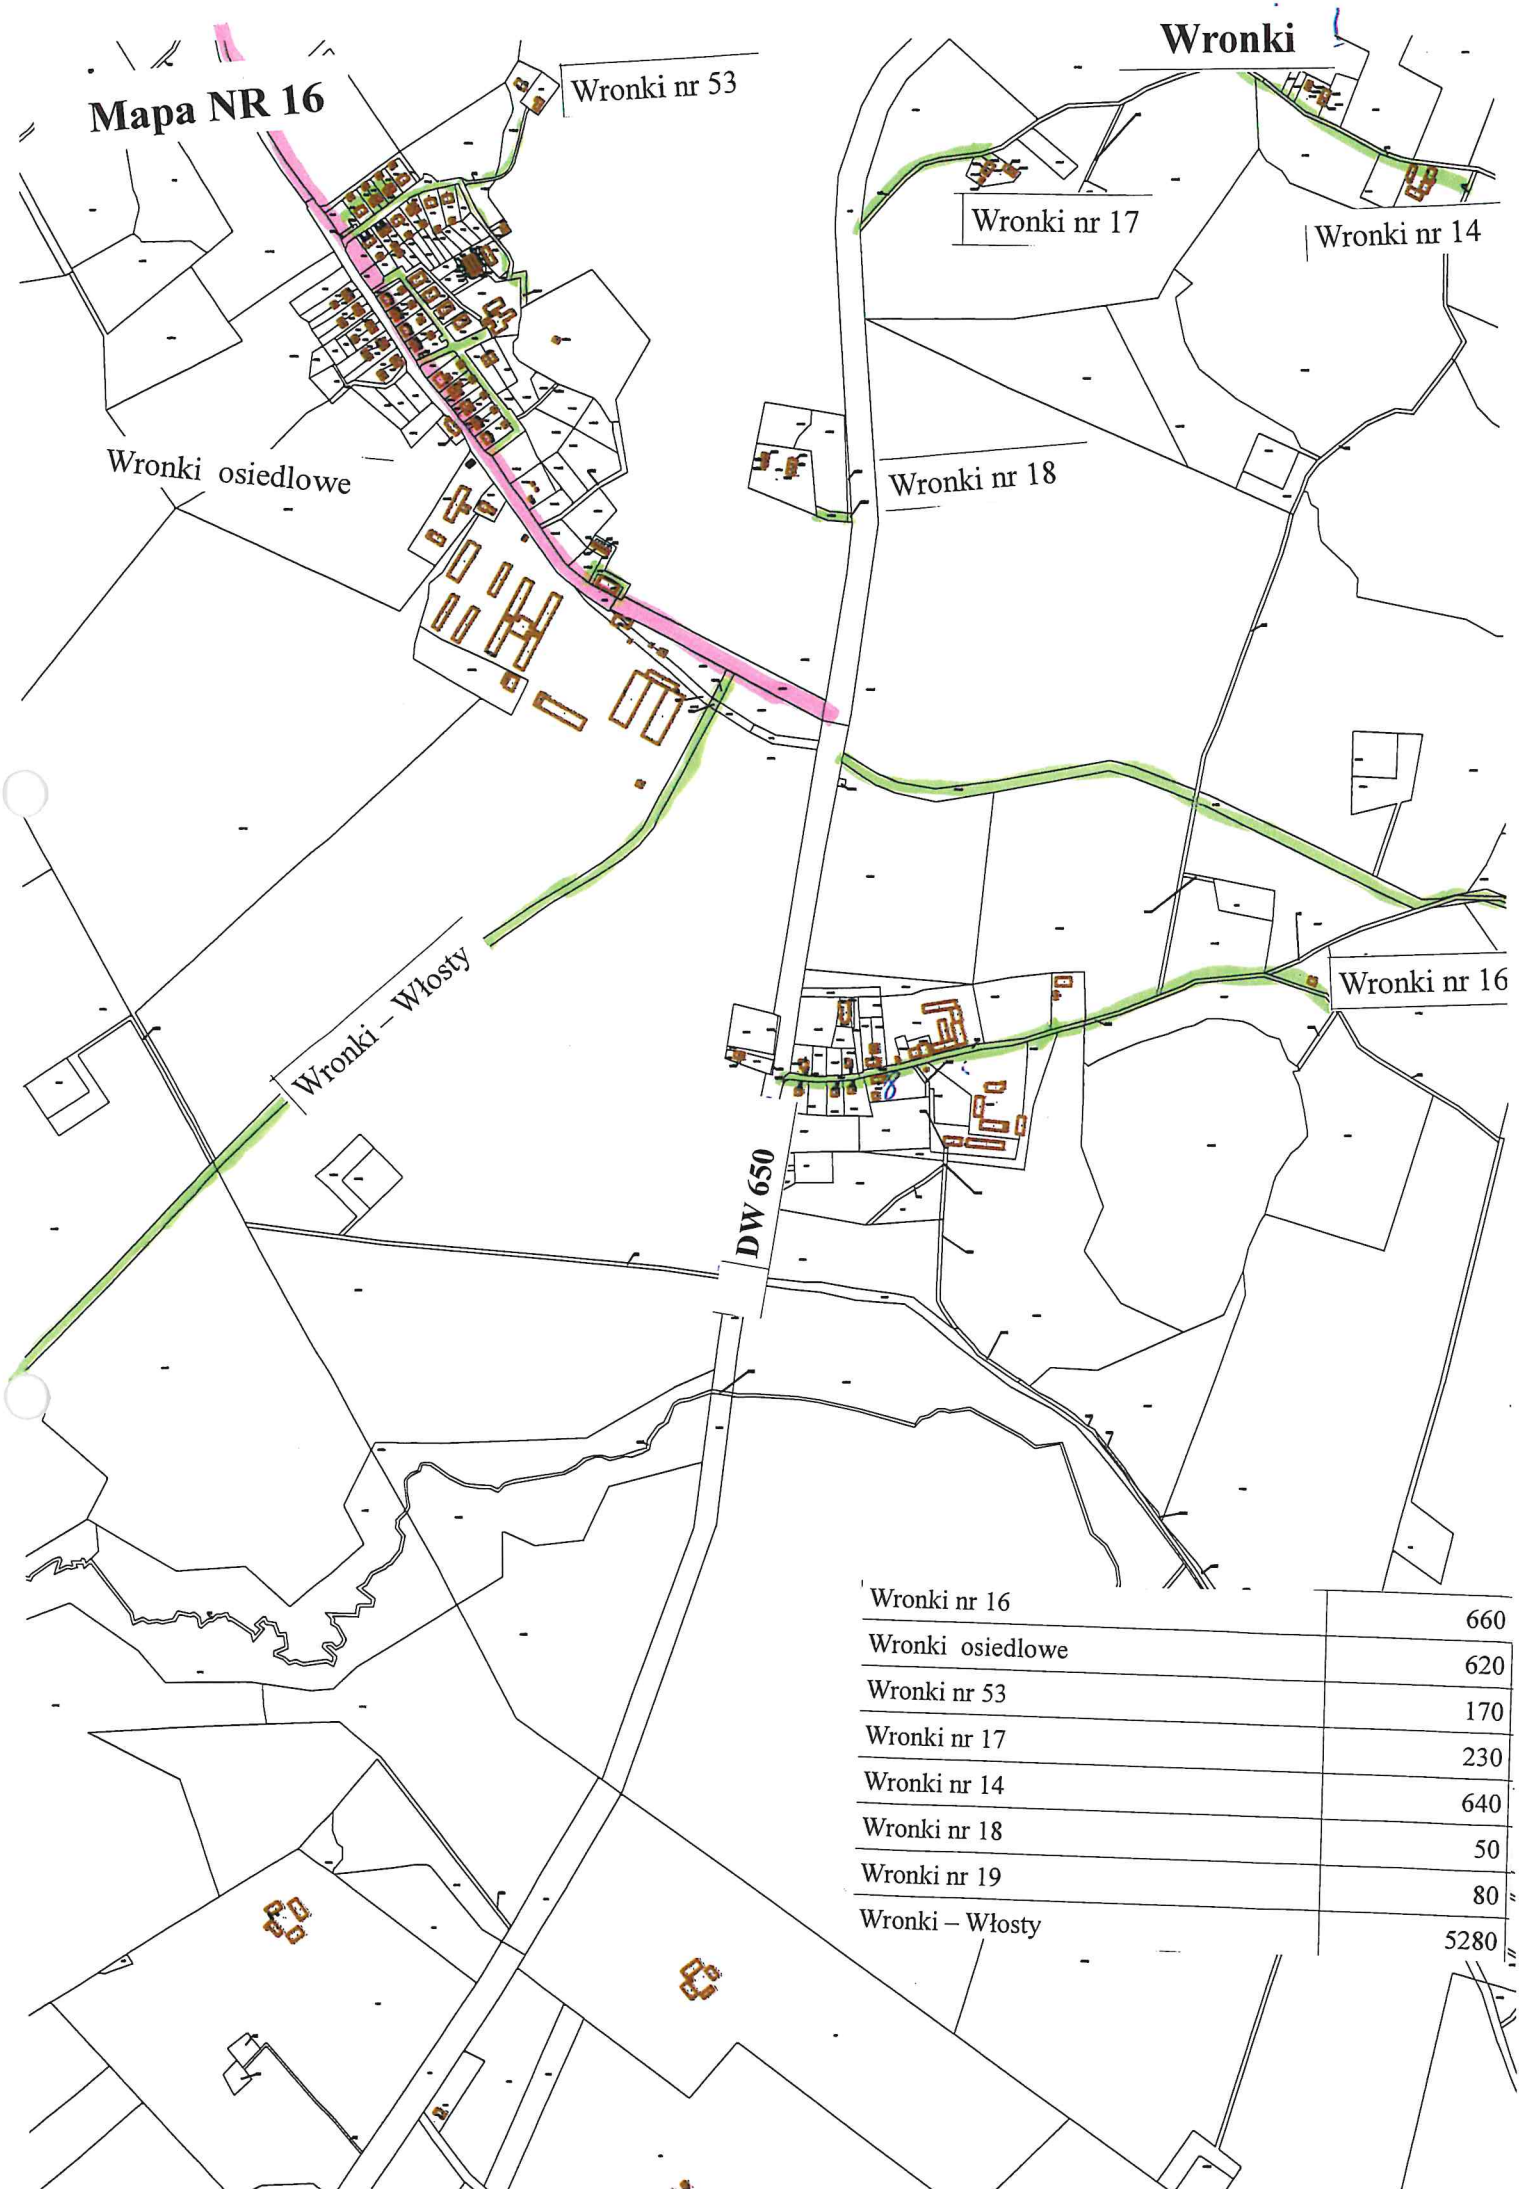 Wronki
Mapa NR 16
Wronki nr 53
Wronki nr 17
Wronki nr 14
Wronki osiedlowe
Wronki nr 18
Wronki – Włosty
Wronki nr 16
8
DW 650
Wronki nr 16 660
Wronki osiedlowe 620
Wronki nr 53 170
Wronki nr 17 230
Wronki nr 14 640
Wronki nr 18 50
Wronki nr 19 80
Wronki – Włosty 5280